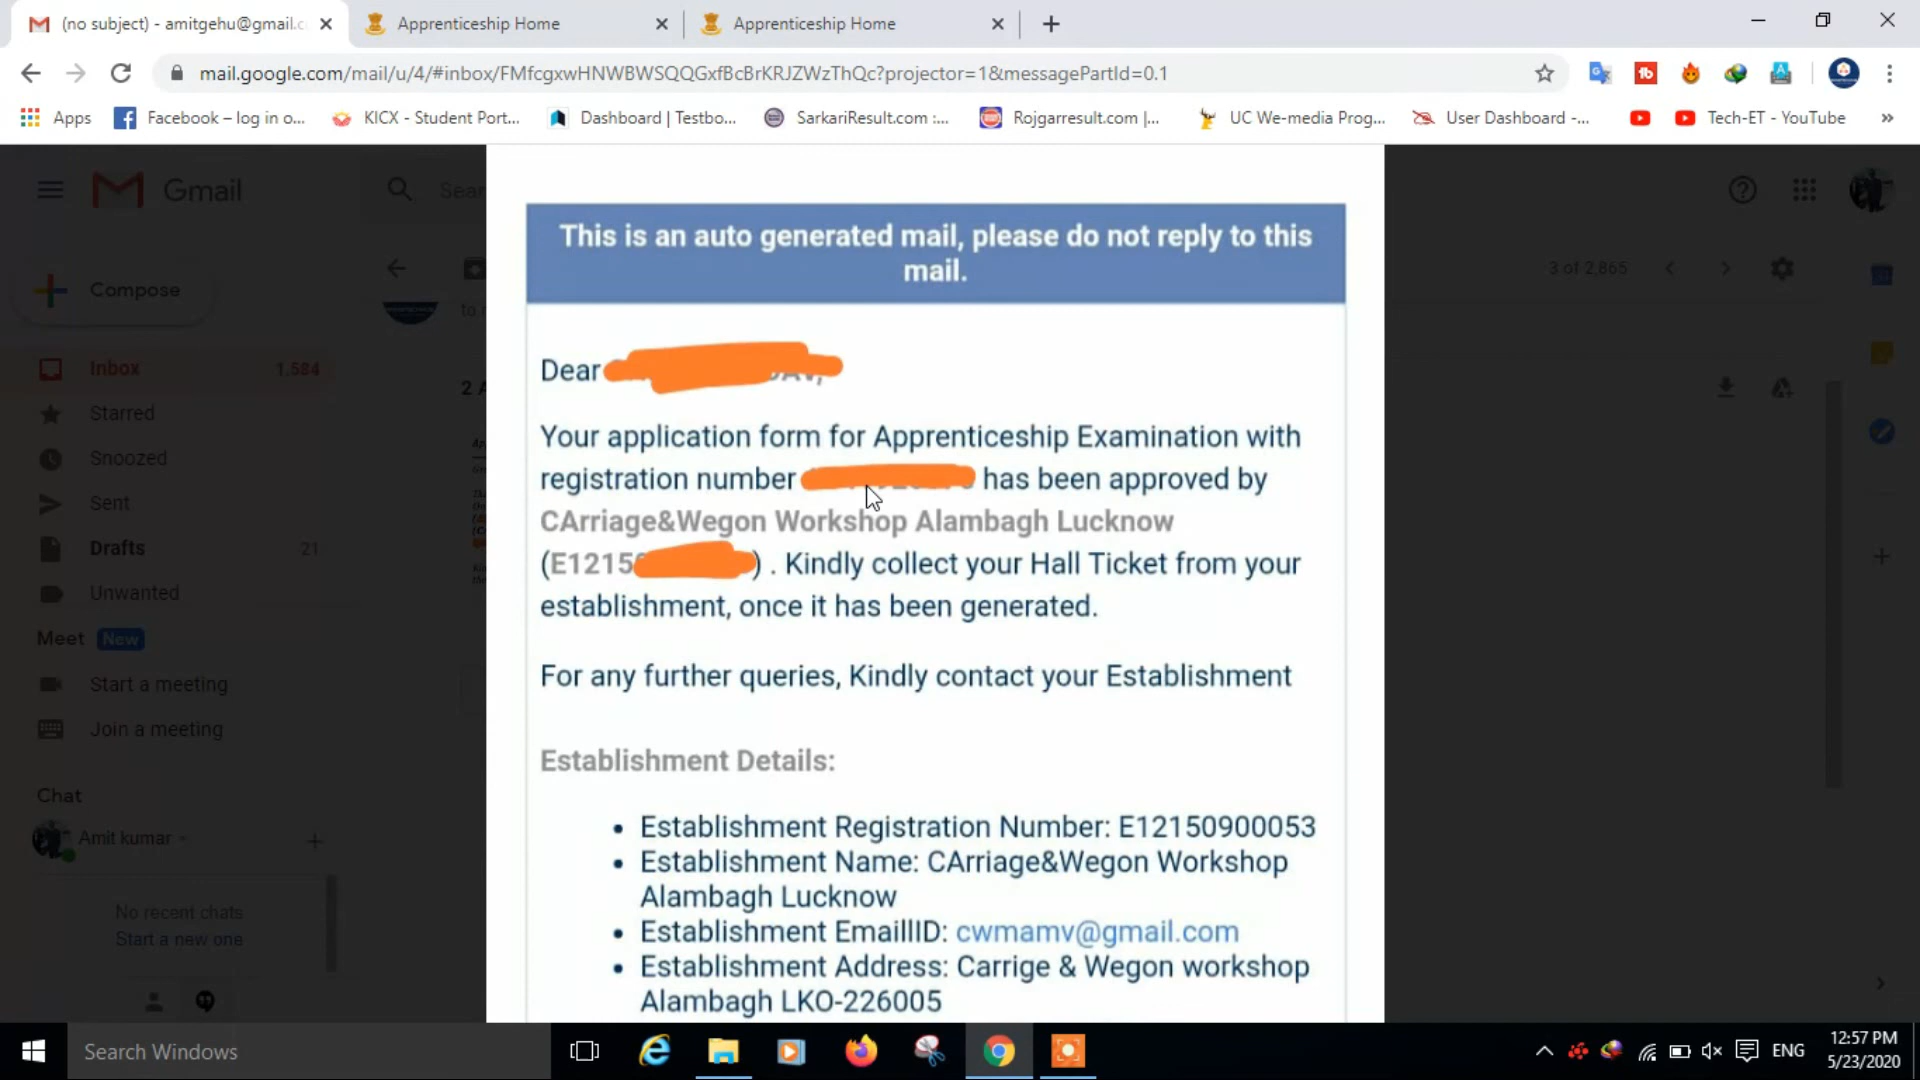 (no subject) - amitgehu@gmail.c
Apprenticeship Home
Apprenticeship Home
mail.google.com/mail/u/4/#inbox/FMfcgxwHNWBWSQQGxfBcBrKRJZWzThQc?projector=1&messagePartId=0.1
Apps
Facebook – log in o...
KICX - Student Port...
Dashboard | Testbo...
SarkariResult.com :...
Rojgarresult.com |...
UC We-media Prog...
User Dashboard -...
Tech-ET - YouTube
»
Gmail
Sear
Compose
3 of 2,865
Inbox 1,584
Starred
Snoozed
Sent
Drafts 21
Unwanted
Meet New
Start a meeting
Join a meeting
Chat
Amit kumar
No recent chats
Start a new one
This is an auto generated mail, please do not reply to this
mail.
Dear
Your application form for Apprenticeship Examination with
registration number has been approved by
CArriage&Wegon Workshop Alambagh Lucknow
(E1215 ) . Kindly collect your Hall Ticket from your
establishment, once it has been generated.
For any further queries, Kindly contact your Establishment
Establishment Details:
• Establishment Registration Number: E12150900053
• Establishment Name: CArriage&Wegon Workshop
Alambagh Lucknow
• Establishment EmailIID: cwmamv@gmail.com
• Establishment Address: Carrige & Wegon workshop
Alambagh LKO-226005
Search Windows
ENG
12:57 PM
5/23/2020